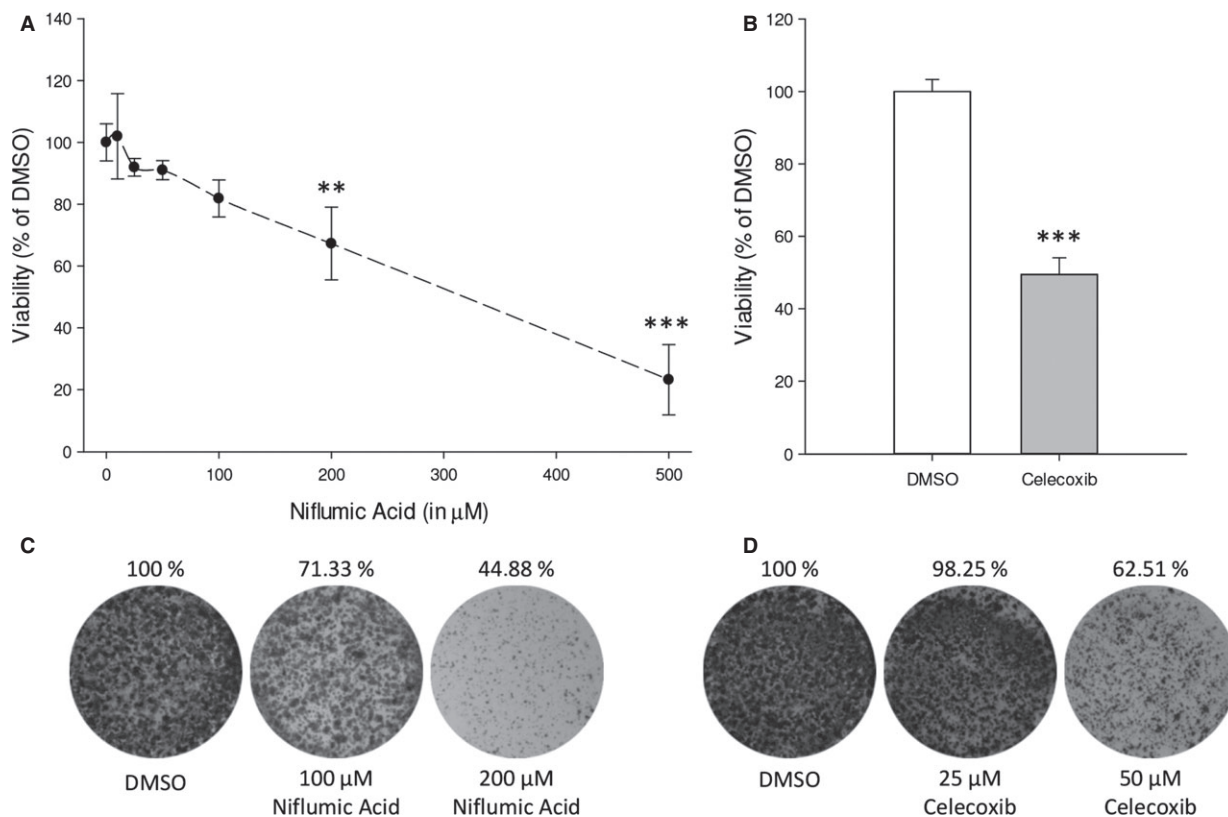 A
140
120
100
80
60
40
20
0
Viability (% of DMSO)
**
***
0 100 200 300 400 500
Niflumic Acid (in μM)
B
120
100
80
60
40
20
0
Viability (% of DMSO)
***
DMSO Celecoxib
C
100 % 71.33 % 44.88 %
DMSO 100 μM 200 μM
Niflumic Acid Niflumic Acid
D
100 % 98.25 % 62.51 %
DMSO 25 μM 50 μM
Celecoxib Celecoxib